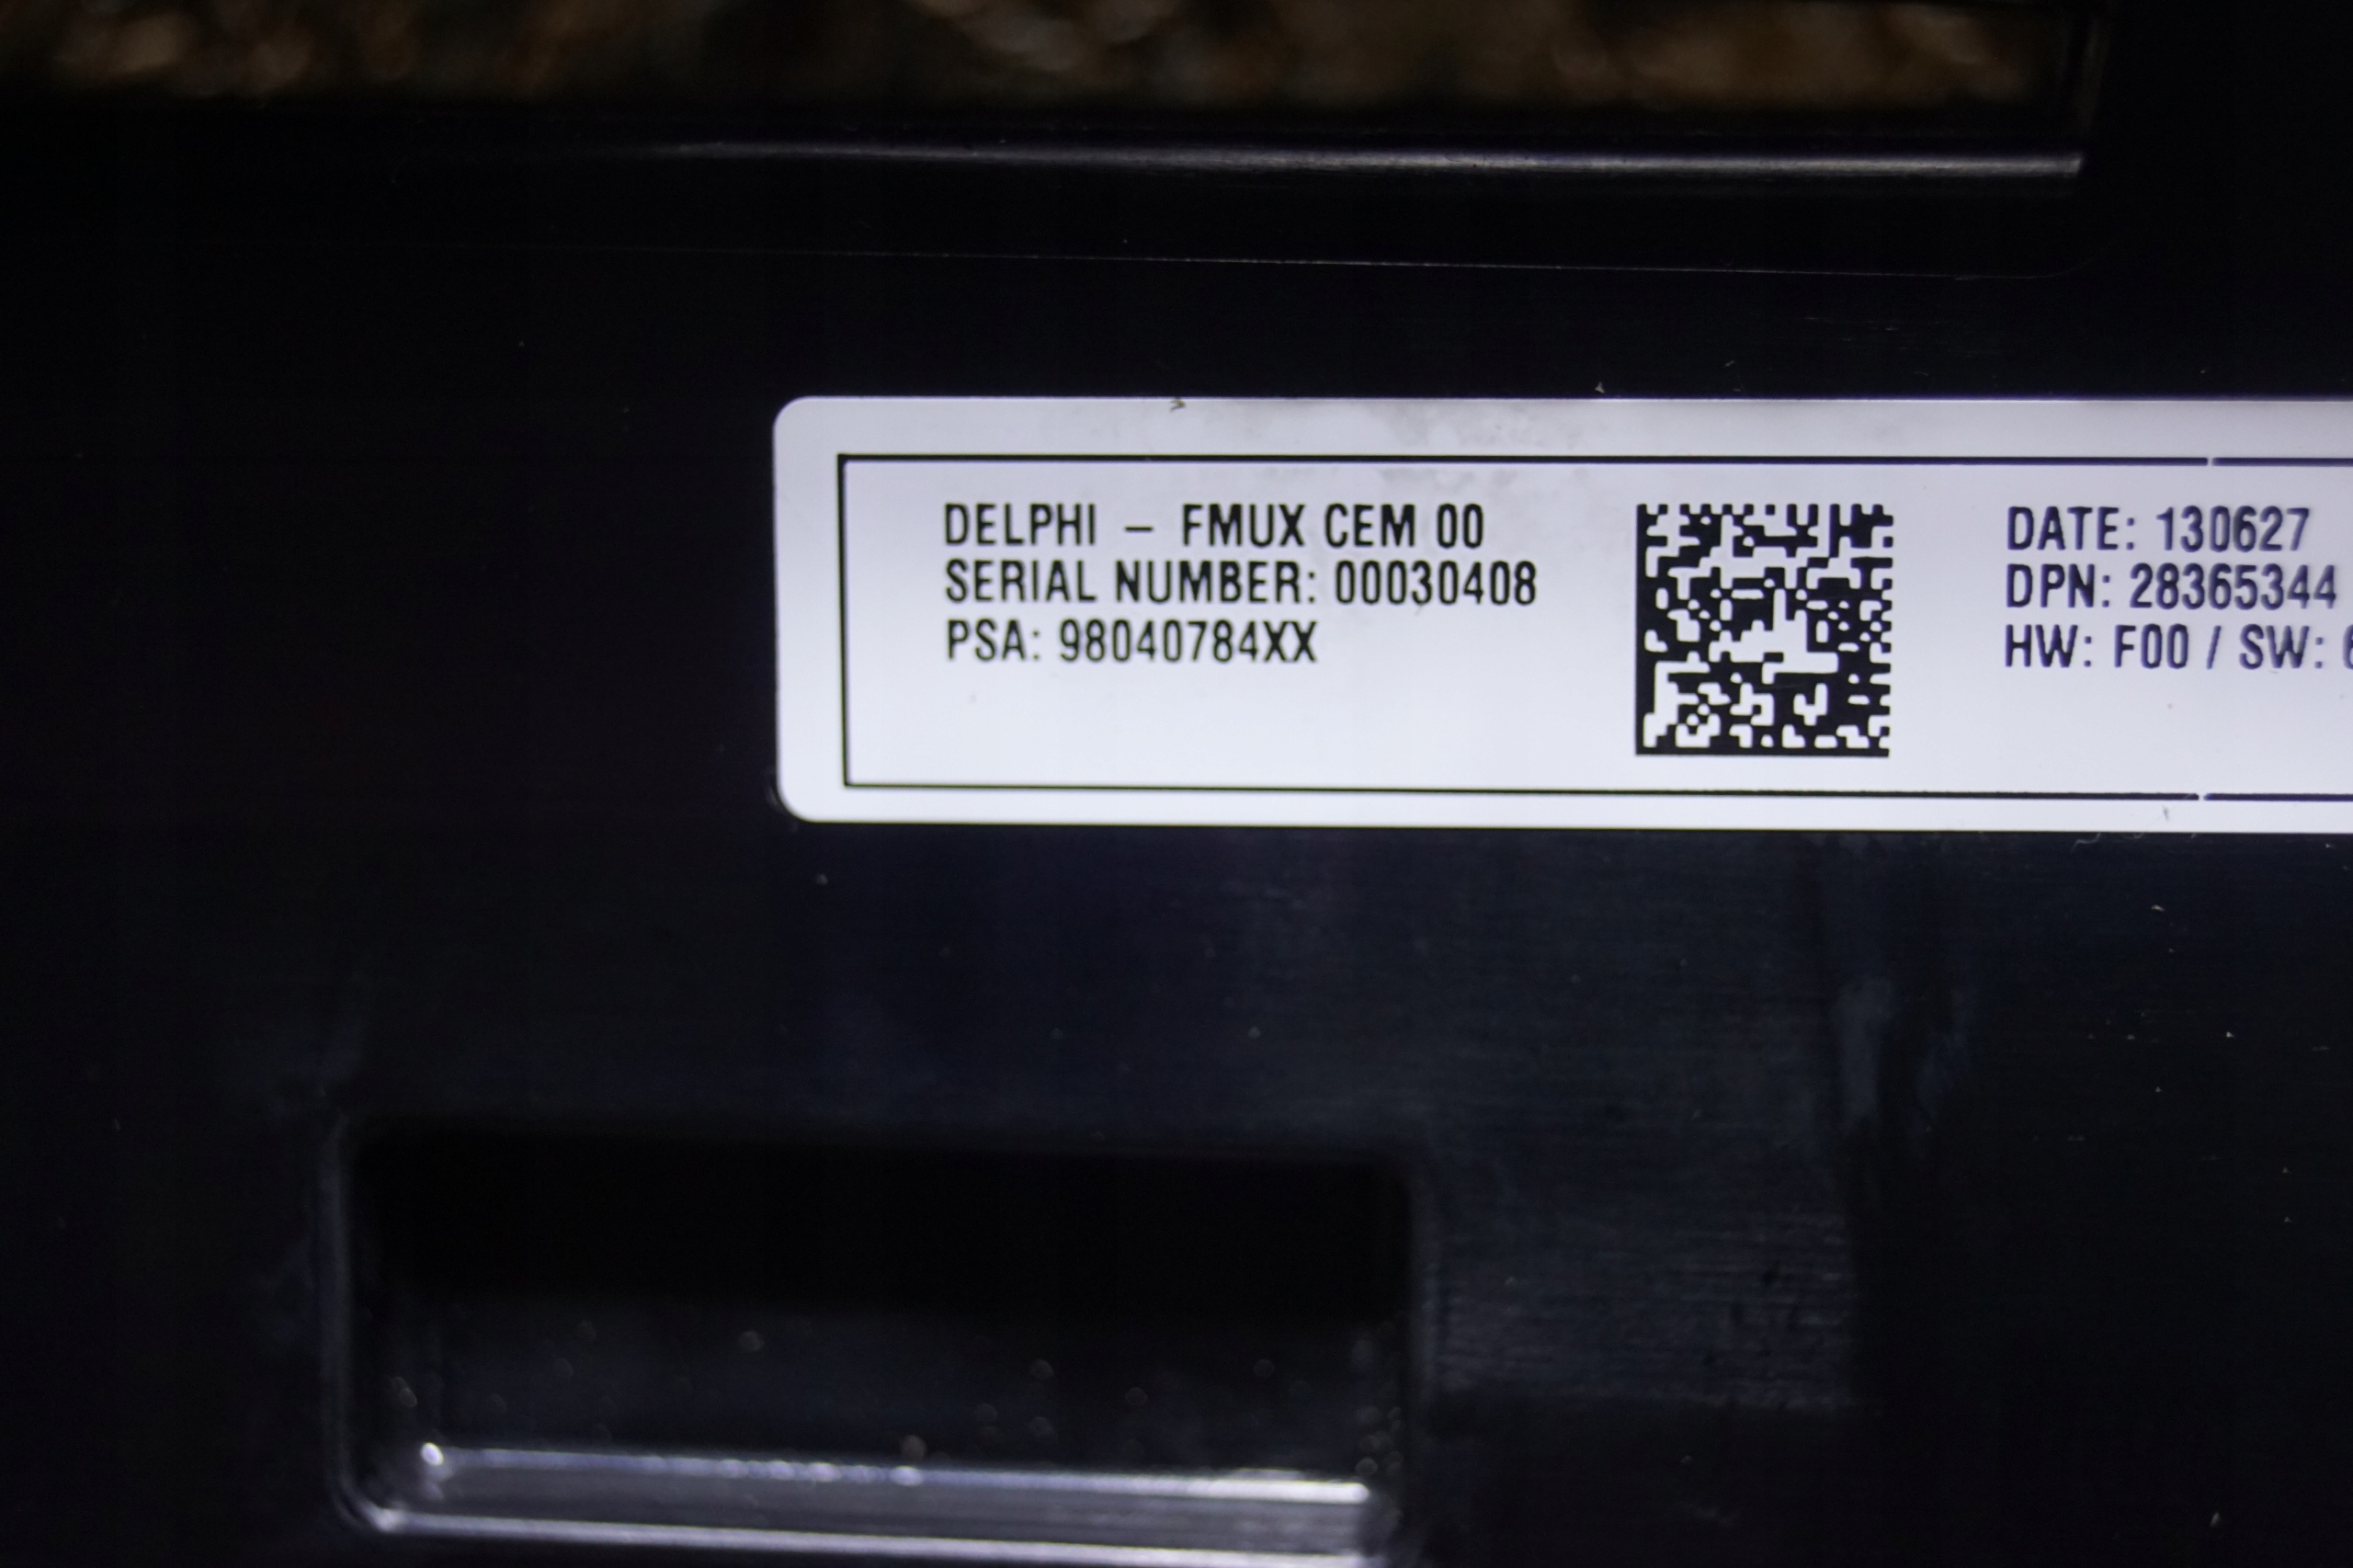 DELPHI – FMUX CEM 00
SERIAL NUMBER: 00030408
PSA: 98040784XX
DATE: 130627
DPN: 28365344
HW: F00 / SW: